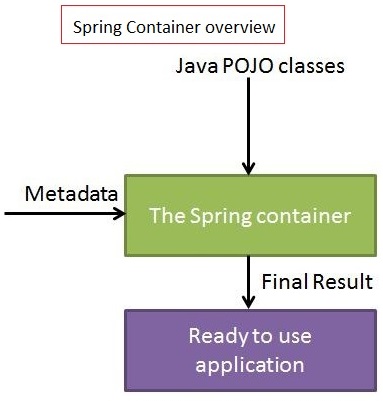 Spring Container overview
Java POJO classes
Metadata
The Spring container
Final Result
Ready to use
application